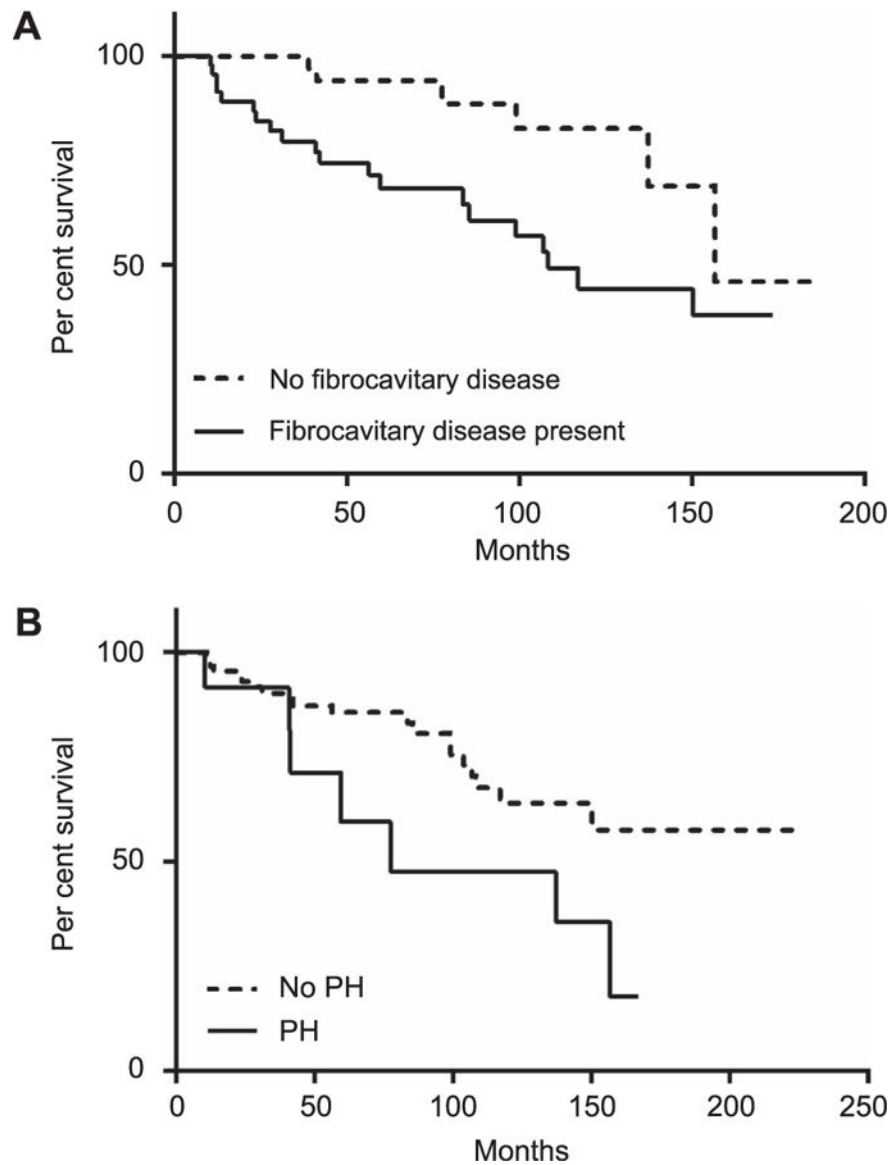 A
100
50
0
Per cent survival
No fibrocavitary disease
Fibrocavitary disease present
0 50 100 150 200
Months
B
100
50
0
Per cent survival
No PH
PH
0 50 100 150 200 250
Months